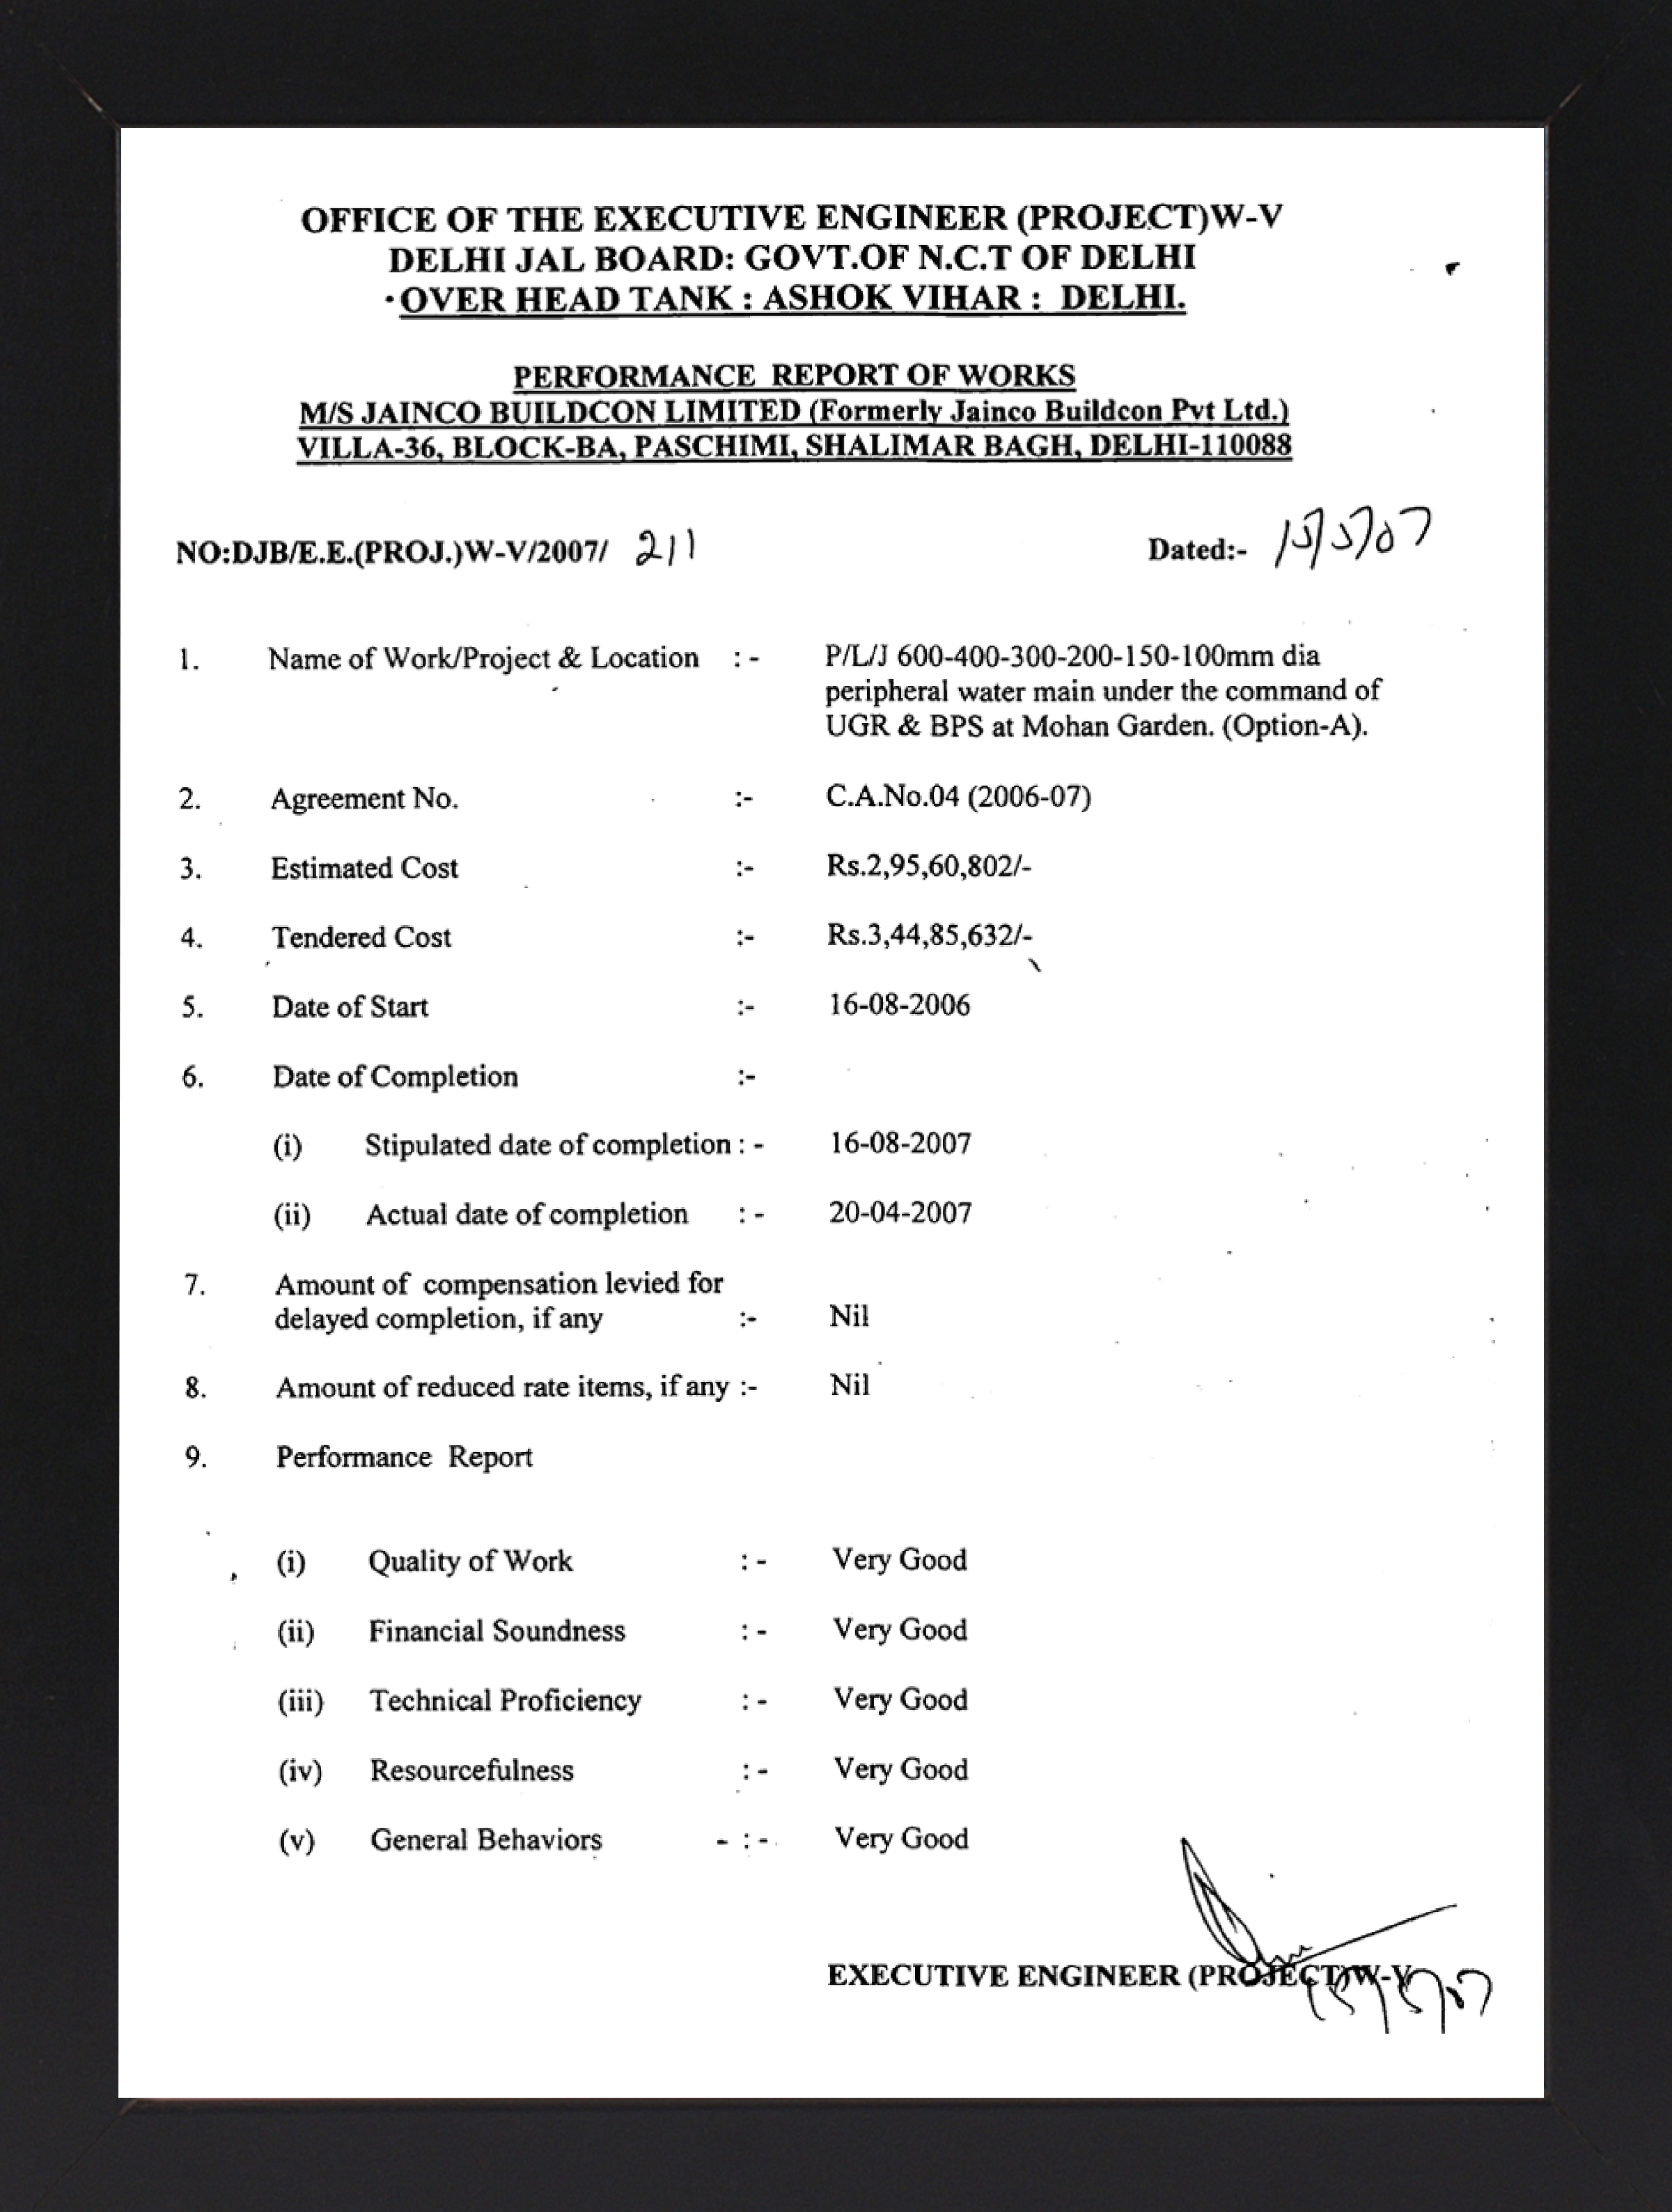 OFFICE OF THE EXECUTIVE ENGINEER (PROJECT)W-V
DELHI JAL BOARD: GOVT.OF N.C.T OF DELHI
OVER HEAD TANK : ASHOK VIHAR : DELHI.
PERFORMANCE REPORT OF WORKS
M/S JAINCO BUILDCON LIMITED (Formerly Jainco Buildcon Pvt Ltd.)
VILLA-36, BLOCK-BA, PASCHIMI, SHALIMAR BAGH, DELHI-110088
NO:DJB/E.E.(PROJ.)W-V/2007/ 211 Dated:- 15/5/07
1. Name of Work/Project & Location : - P/L/J 600-400-300-200-150-100mm dia
peripheral water main under the command of
UGR & BPS at Mohan Garden. (Option-A).
2. Agreement No. :- C.A.No.04 (2006-07)
3. Estimated Cost :- Rs.2,95,60,802/-
4. Tendered Cost :- Rs.3,44,85,632/-
5. Date of Start :- 16-08-2006
6. Date of Completion :-
(i) Stipulated date of completion : - 16-08-2007
(ii) Actual date of completion : - 20-04-2007
7. Amount of compensation levied for
delayed completion, if any :- Nil
8. Amount of reduced rate items, if any :- Nil
9. Performance Report
(i) Quality of Work : - Very Good
(ii) Financial Soundness : - Very Good
(iii) Technical Proficiency : - Very Good
(iv) Resourcefulness : - Very Good
(v) General Behaviors - : - Very Good
EXECUTIVE ENGINEER (PROJECT)W-V
15/5/07